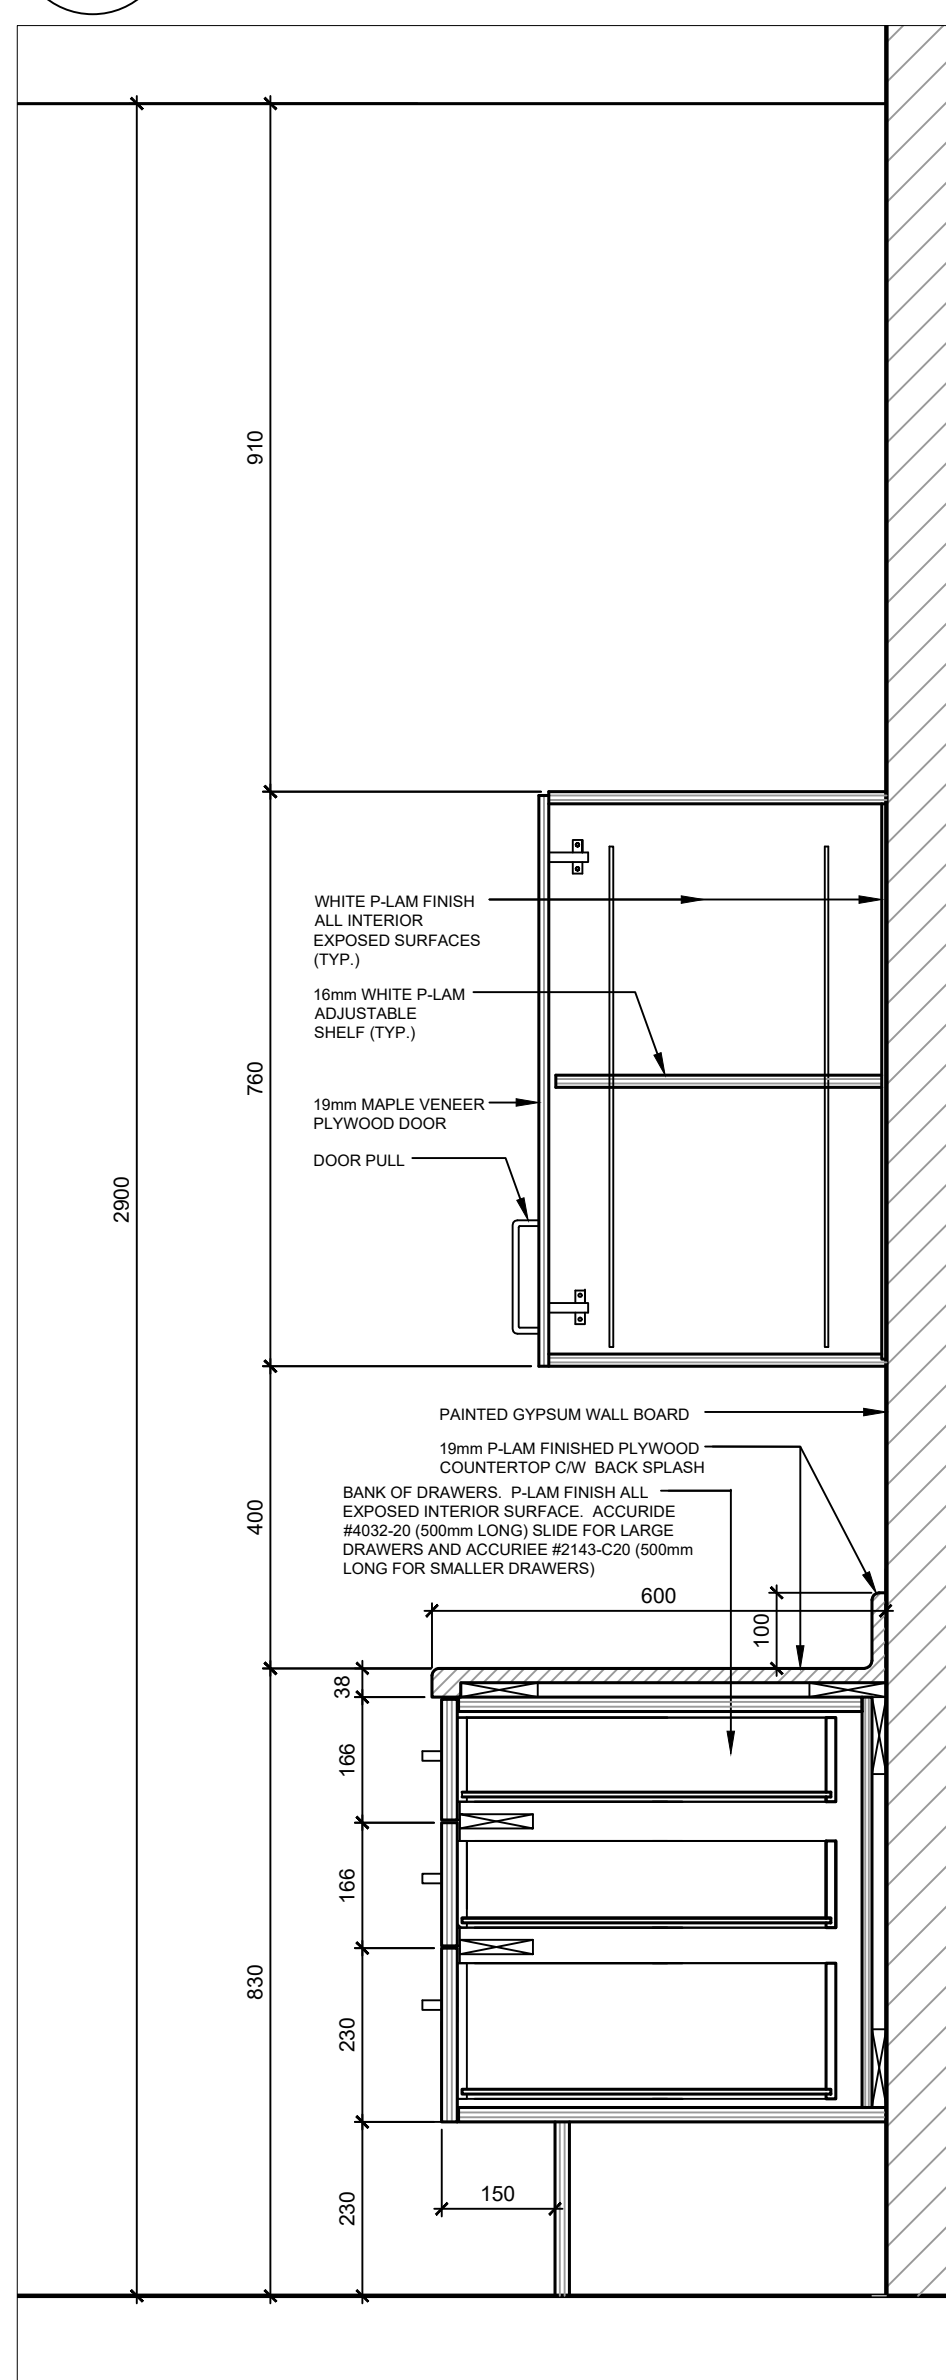 910
WHITE P-LAM FINISH
ALL INTERIOR
EXPOSED SURFACES
(TYP.)
16mm WHITE P-LAM
ADJUSTABLE
SHELF (TYP.)
760
19mm MAPLE VENEER
PLYWOOD DOOR
DOOR PULL
2900
PAINTED GYPSUM WALL BOARD
19mm P-LAM FINISHED PLYWOOD
COUNTERTOP C/W BACK SPLASH
BANK OF DRAWERS. P-LAM FINISH ALL
EXPOSED INTERIOR SURFACE. ACCURIDE
#4032-20 (500mm LONG) SLIDE FOR LARGE
DRAWERS AND ACCURIEE #2143-C20 (500mm
LONG FOR SMALLER DRAWERS)
400
600
100
38
166
166
830
230
150
230